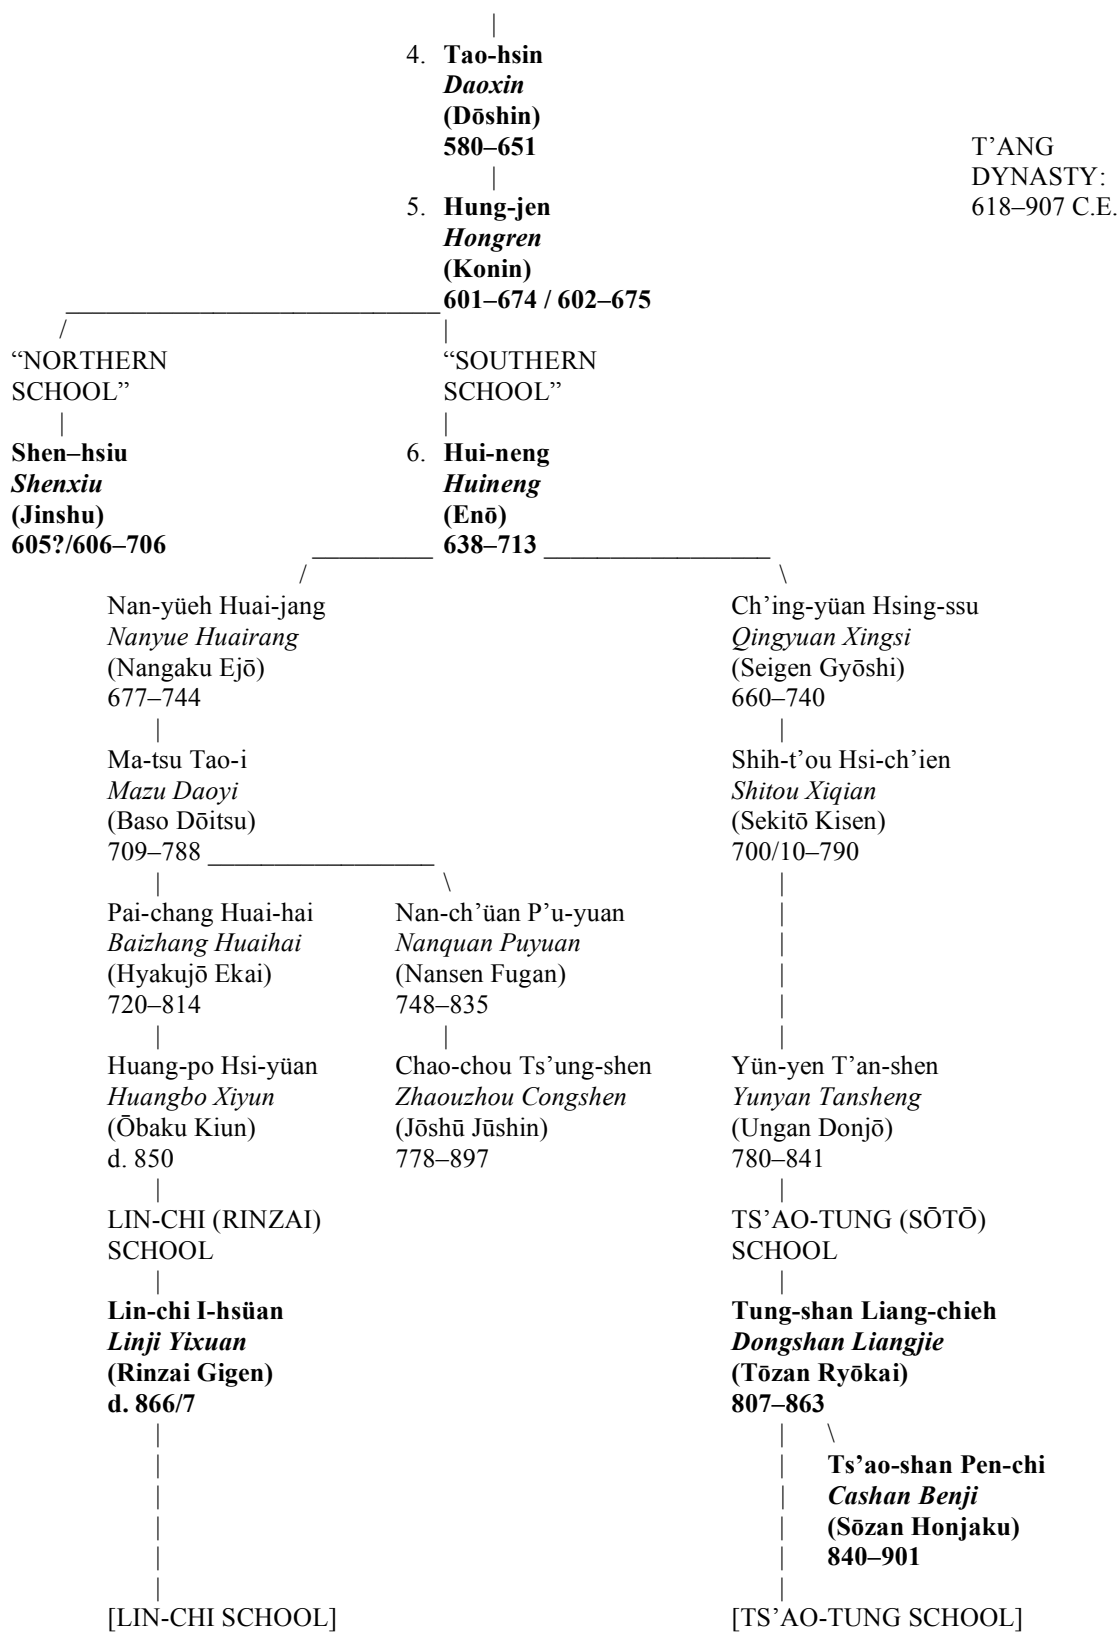 4. Tao-hsin
Daoxin
(Dōshin)
580–651
T’ANG
DYNASTY:
618–907 C.E.
5. Hung-jen
Hongren
(Konin)
601–674 / 602–675
“NORTHERN
SCHOOL”
“SOUTHERN
SCHOOL”
Shen–hsiu
Shenxiu
(Jinshu)
605?/606–706
6. Hui-neng
Huineng
(Enō)
638–713
Nan-yüeh Huai-jang
Nanyue Huairang
(Nangaku Ejō)
677–744
Ch’ing-yüan Hsing-ssu
Qingyuan Xingsi
(Seigen Gyōshi)
660–740
Ma-tsu Tao-i
Mazu Daoyi
(Baso Dōitsu)
709–788
Shih-t’ou Hsi-ch’ien
Shitou Xiqian
(Sekitō Kisen)
700/10–790
Pai-chang Huai-hai
Baizhang Huaihai
(Hyakujō Ekai)
720–814
Nan-ch’üan P’u-yuan
Nanquan Puyuan
(Nansen Fugan)
748–835
Huang-po Hsi-yüan
Huangbo Xiyun
(Ōbaku Kiun)
d. 850
Chao-chou Ts’ung-shen
Zhaouzhou Congshen
(Jōshū Jūshin)
778–897
Yün-yen T’an-shen
Yunyan Tansheng
(Ungan Donjō)
780–841
LIN-CHI (RINZAI)
SCHOOL
TS’AO-TUNG (SŌTŌ)
SCHOOL
Lin-chi I-hsüan
Linji Yixuan
(Rinzai Gigen)
d. 866/7
Tung-shan Liang-chieh
Dongshan Liangjie
(Tōzan Ryōkai)
807–863
Ts’ao-shan Pen-chi
Cashan Benji
(Sōzan Honjaku)
840–901
[LIN-CHI SCHOOL]
[TS’AO-TUNG SCHOOL]